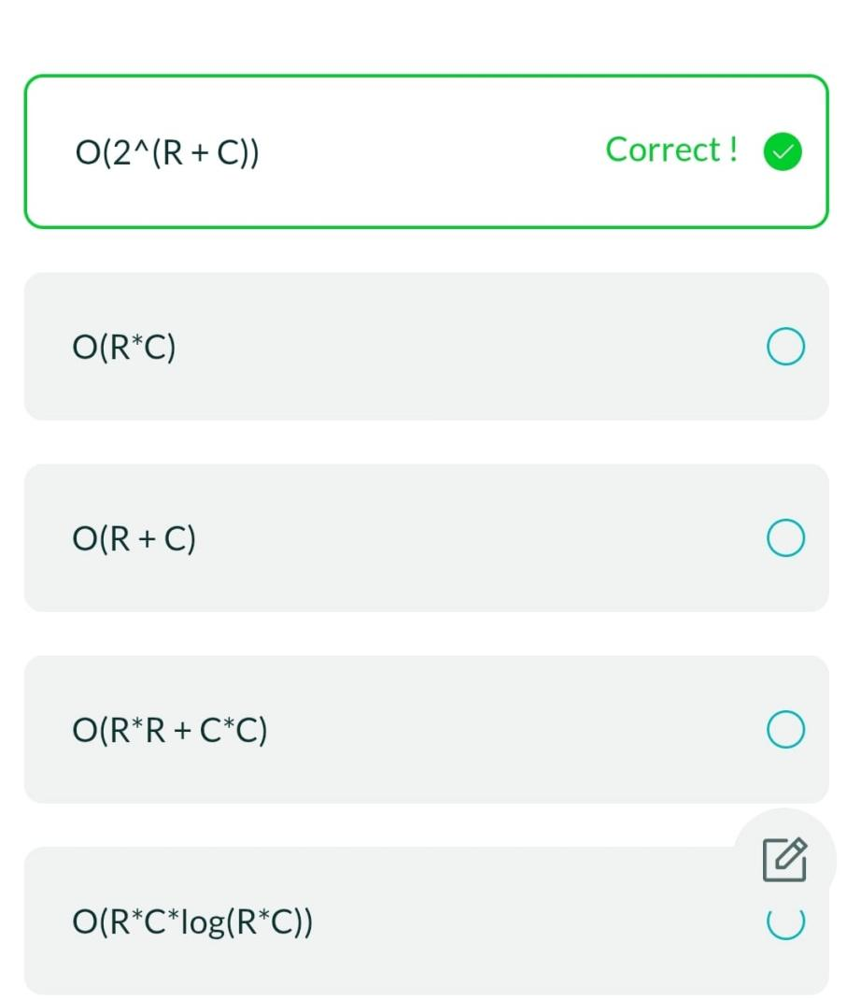 O(2^(R + C)) Correct !
O(R*C)
O(R + C)
O(R*R + C*C)
O(R*C*log(R*C))